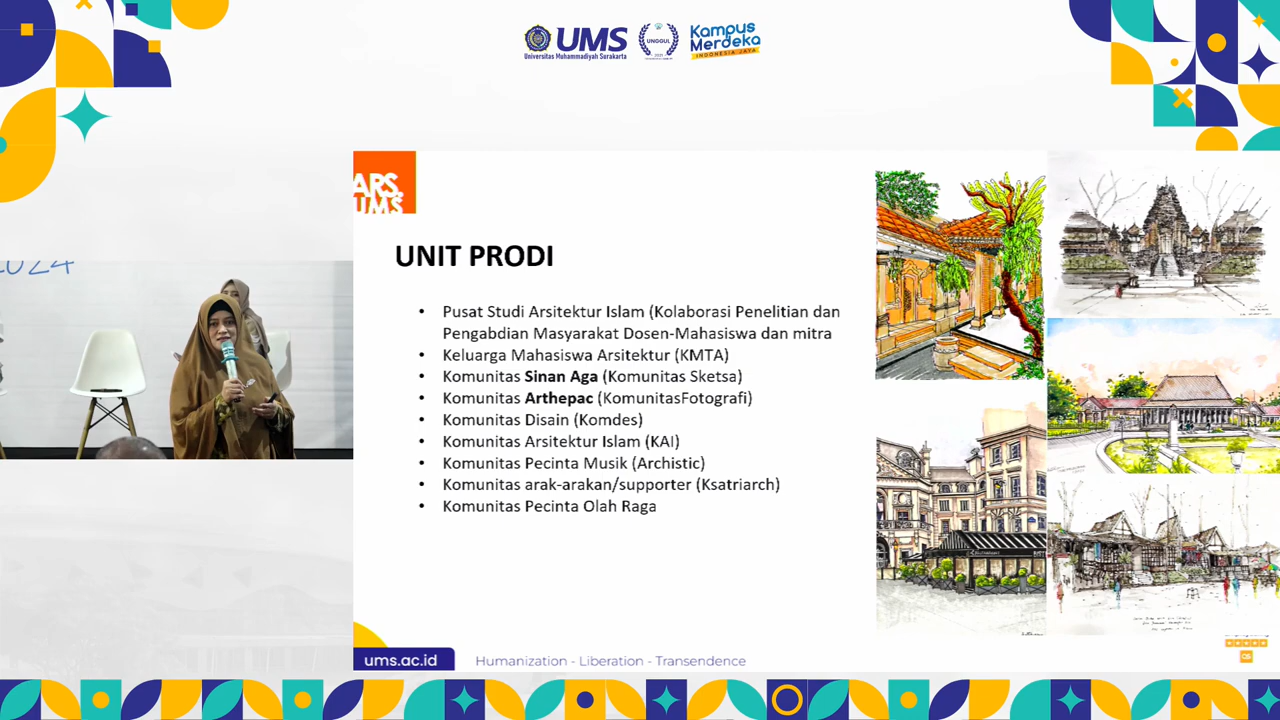 UMS
Universitas Muhammadiyah Surakarta
UNGGUL
Kampus
Merdeka
INDONESIA JAYA
2024
ARS.
UMS
UNIT PRODI
• Pusat Studi Arsitektur Islam (Kolaborasi Penelitian dan
Pengabdian Masyarakat Dosen-Mahasiswa dan mitra
• Keluarga Mahasiswa Arsitektur (KMTA)
• Komunitas Sinan Aga (Komunitas Sketsa)
• Komunitas Arthepac (KomunitasFotografi)
• Komunitas Disain (Komdes)
• Komunitas Arsitektur Islam (KAI)
• Komunitas Pecinta Musik (Archistic)
• Komunitas arak-arakan/supporter (Ksatriarch)
• Komunitas Pecinta Olah Raga
ums.ac.id
Humanization - Liberation - Transendence